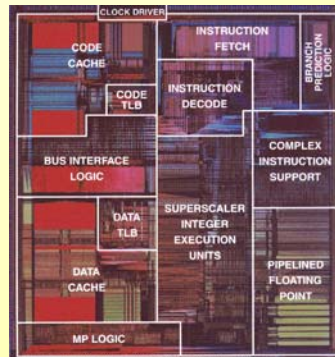 CLOCK DRIVER
CODE
CACHE
INSTRUCTION
FETCH
BRANCH
PREDICTION
LOGIC
CODE
TLB
INSTRUCTION
DECODE
BUS INTERFACE
LOGIC
COMPLEX
INSTRUCTION
SUPPORT
DATA
TLB
SUPERSCALER
INTEGER
EXECUTION
UNITS
DATA
CACHE
PIPELINED
FLOATING
POINT
MP LOGIC